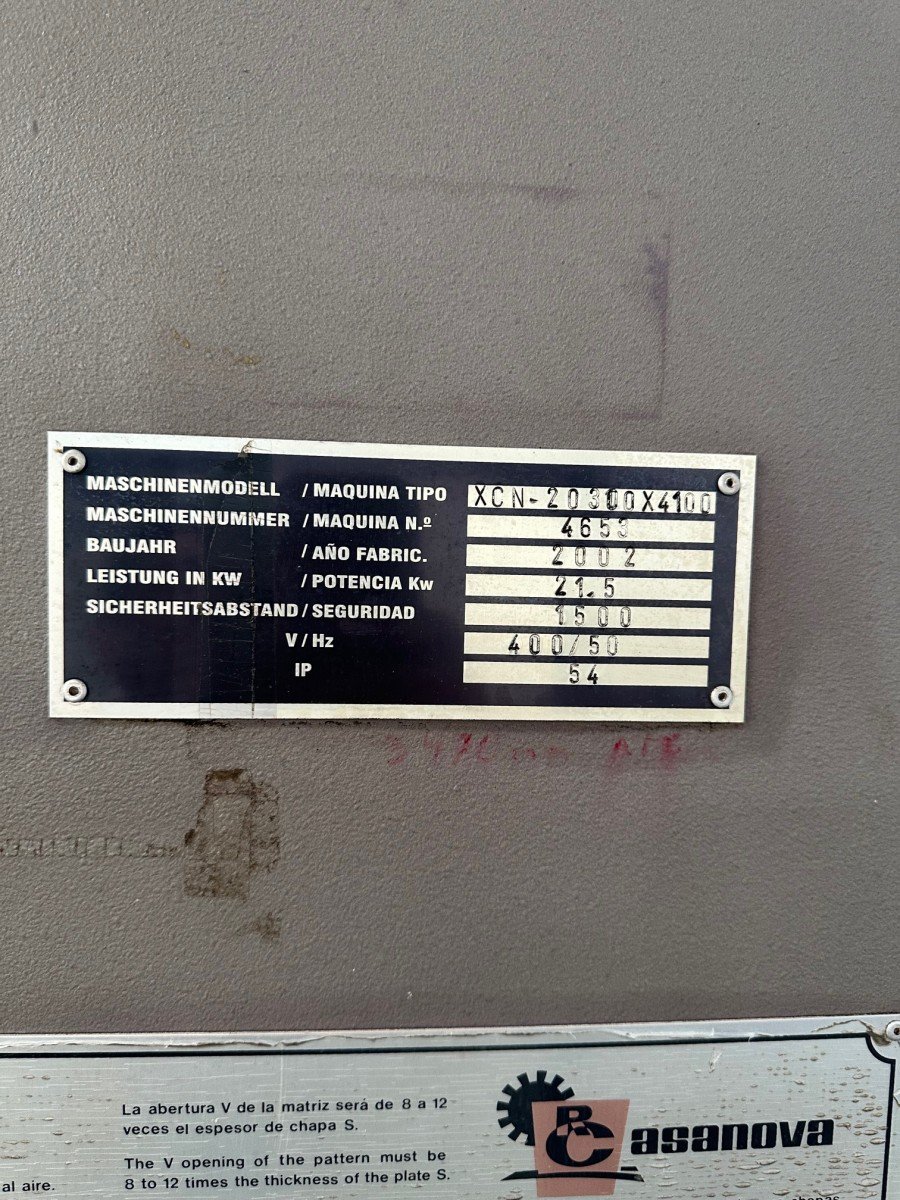 MASCHINENMODELL / MAQUINA TIPO XCN-20300X4100
MASCHINENNUMMER / MAQUINA N.º 4653
BAUJAHR / AÑO FABRIC. 2002
LEISTUNG IN KW / POTENCIA Kw 21.5
SICHERHEITSABSTAND / SEGURIDAD 1500
V / Hz 400/50
IP 54
La abertura V de la matriz será de 8 a 12
veces el espesor de chapa S.
The V opening of the pattern must be
8 to 12 times the thickness of the plate S.
al aire.
RC asanova